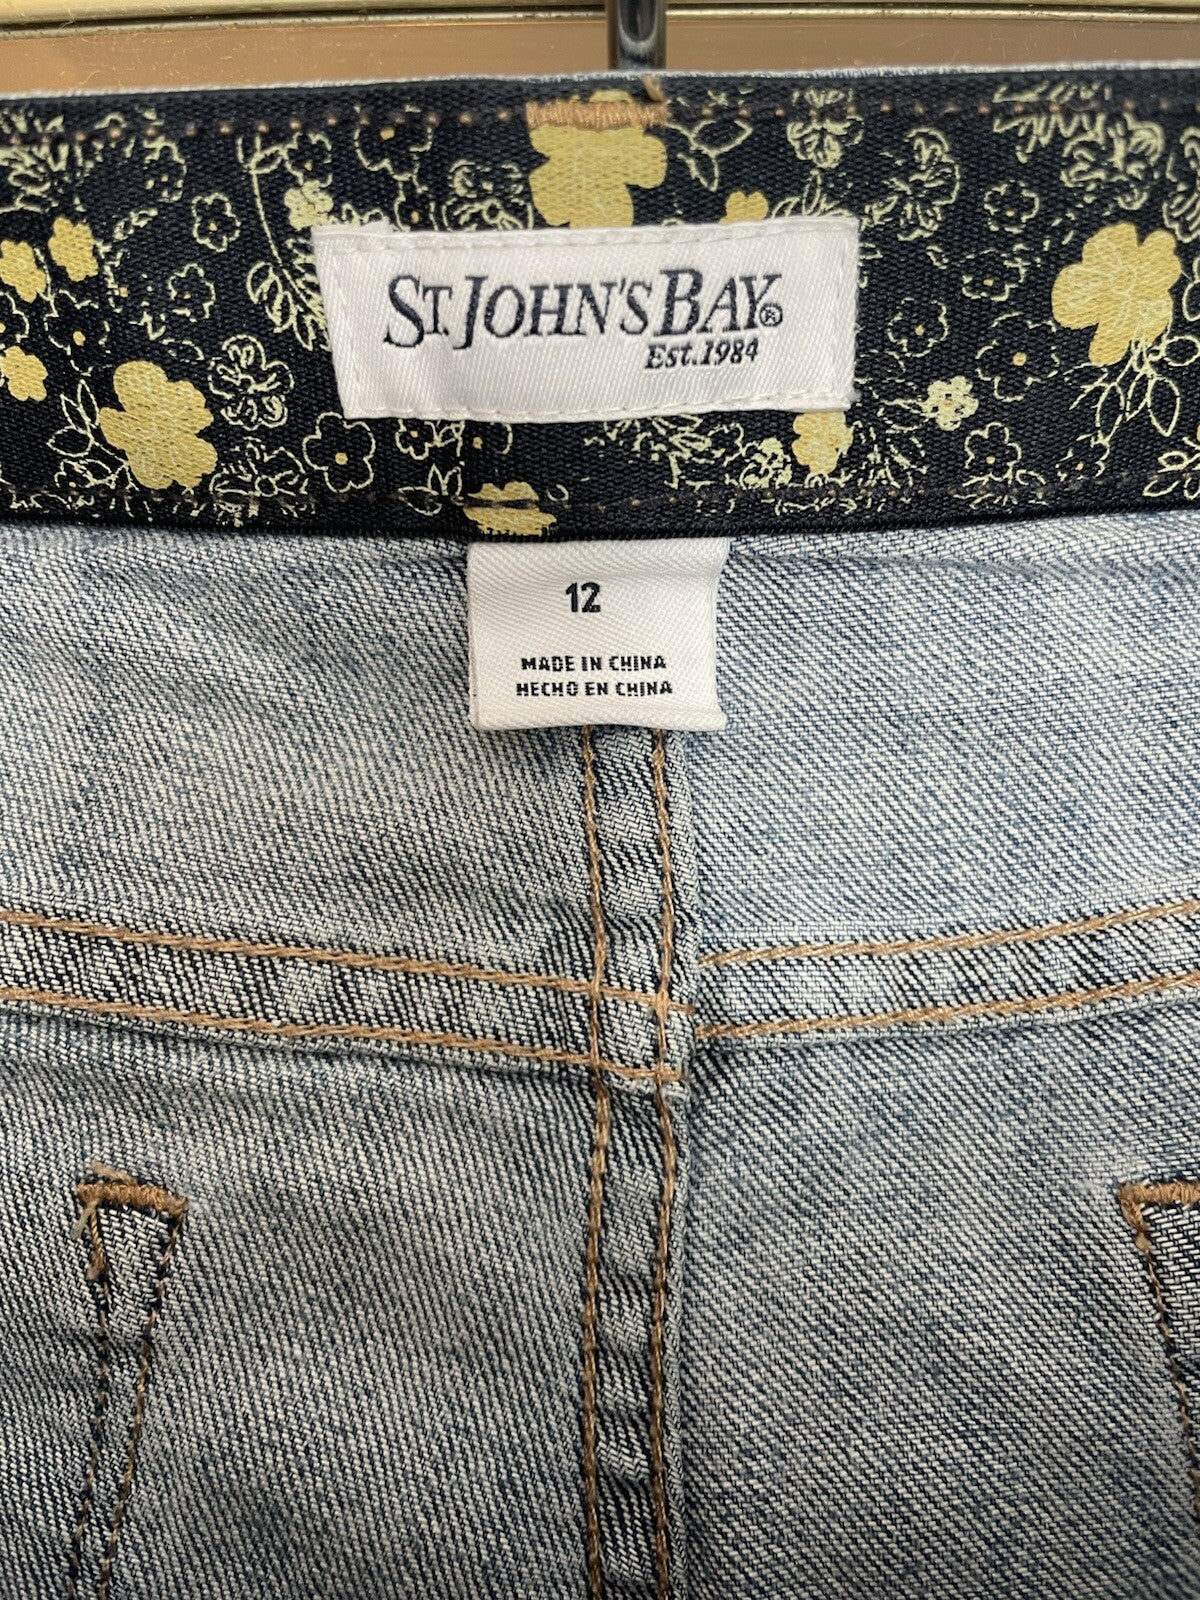 ST. JOHN'S BAY®
Est.1984
12
MADE IN CHINA
HECHO EN CHINA